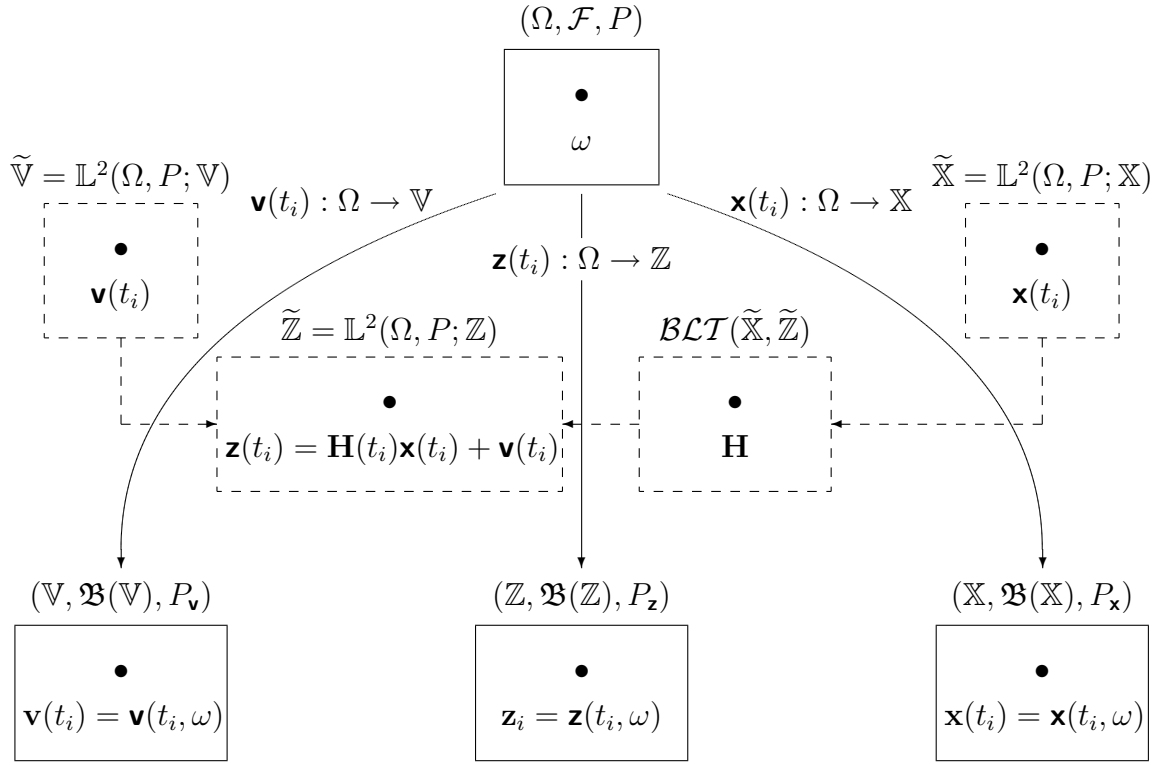 (Ω, ℱ, P)
ω
𝕍̃ = 𝕃²(Ω, P; 𝕍)
𝘃(tᵢ) : Ω → 𝕍
𝘅(tᵢ) : Ω → 𝕏
𝕏̃ = 𝕃²(Ω, P; 𝕏)
𝘃(tᵢ)
𝘇(tᵢ) : Ω → ℤ
𝘅(tᵢ)
ℤ̃ = 𝕃²(Ω, P; ℤ)
ℬℒ𝒯(𝕏̃, ℤ̃)
𝘇(tᵢ) = 𝐇(tᵢ)𝘅(tᵢ) + 𝘃(tᵢ)
𝐇
(𝕍, 𝕭(𝕍), P_𝘃)
(ℤ, 𝕭(ℤ), P_𝘇)
(𝕏, 𝕭(𝕏), P_𝘅)
𝐯(tᵢ) = 𝘃(tᵢ, ω)
𝐳ᵢ = 𝘇(tᵢ, ω)
𝐱(tᵢ) = 𝘅(tᵢ, ω)